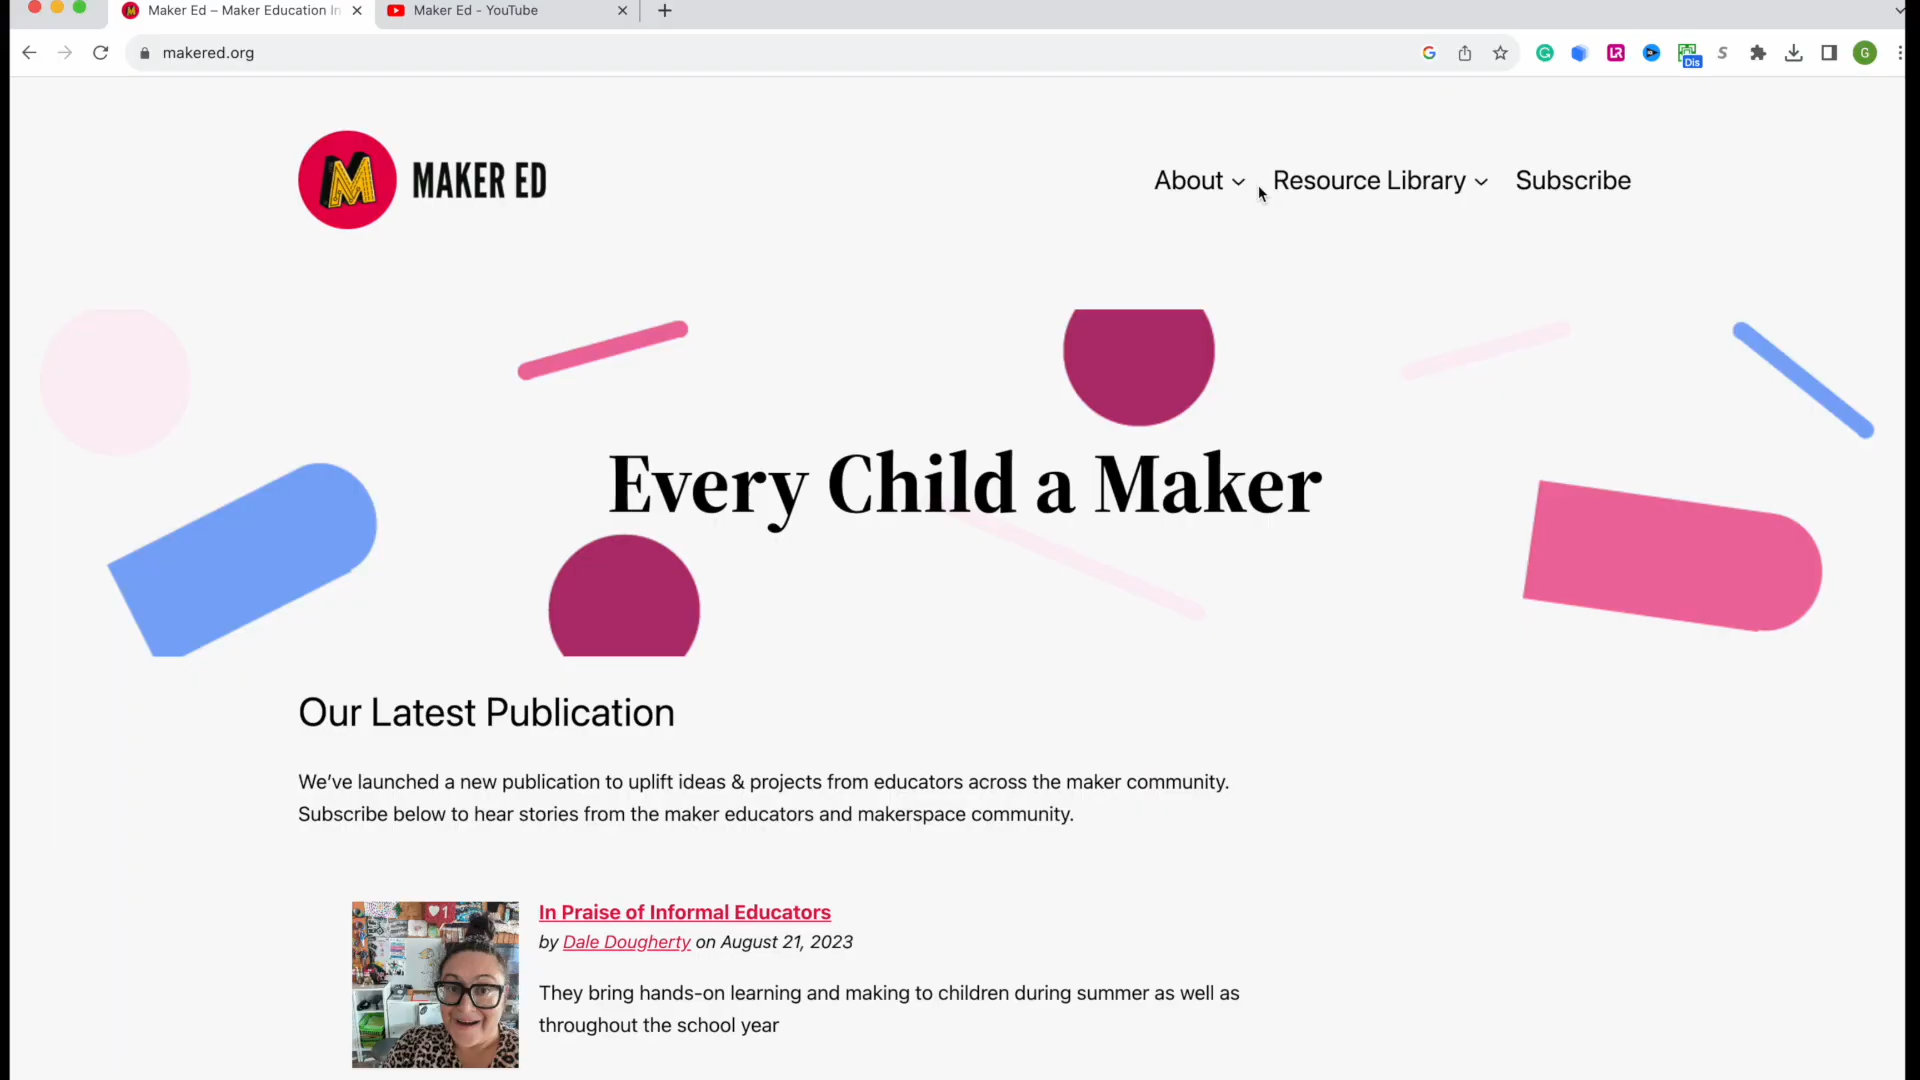 Maker Ed – Maker Education In
Maker Ed - YouTube
makered.org
G
LR
Dis
S
G
M
MAKER ED
About
Resource Library
Subscribe
Every Child a Maker
Our Latest Publication
We've launched a new publication to uplift ideas & projects from educators across the maker community.
Subscribe below to hear stories from the maker educators and makerspace community.
1
In Praise of Informal Educators
by Dale Dougherty on August 21, 2023
They bring hands-on learning and making to children during summer as well as
throughout the school year